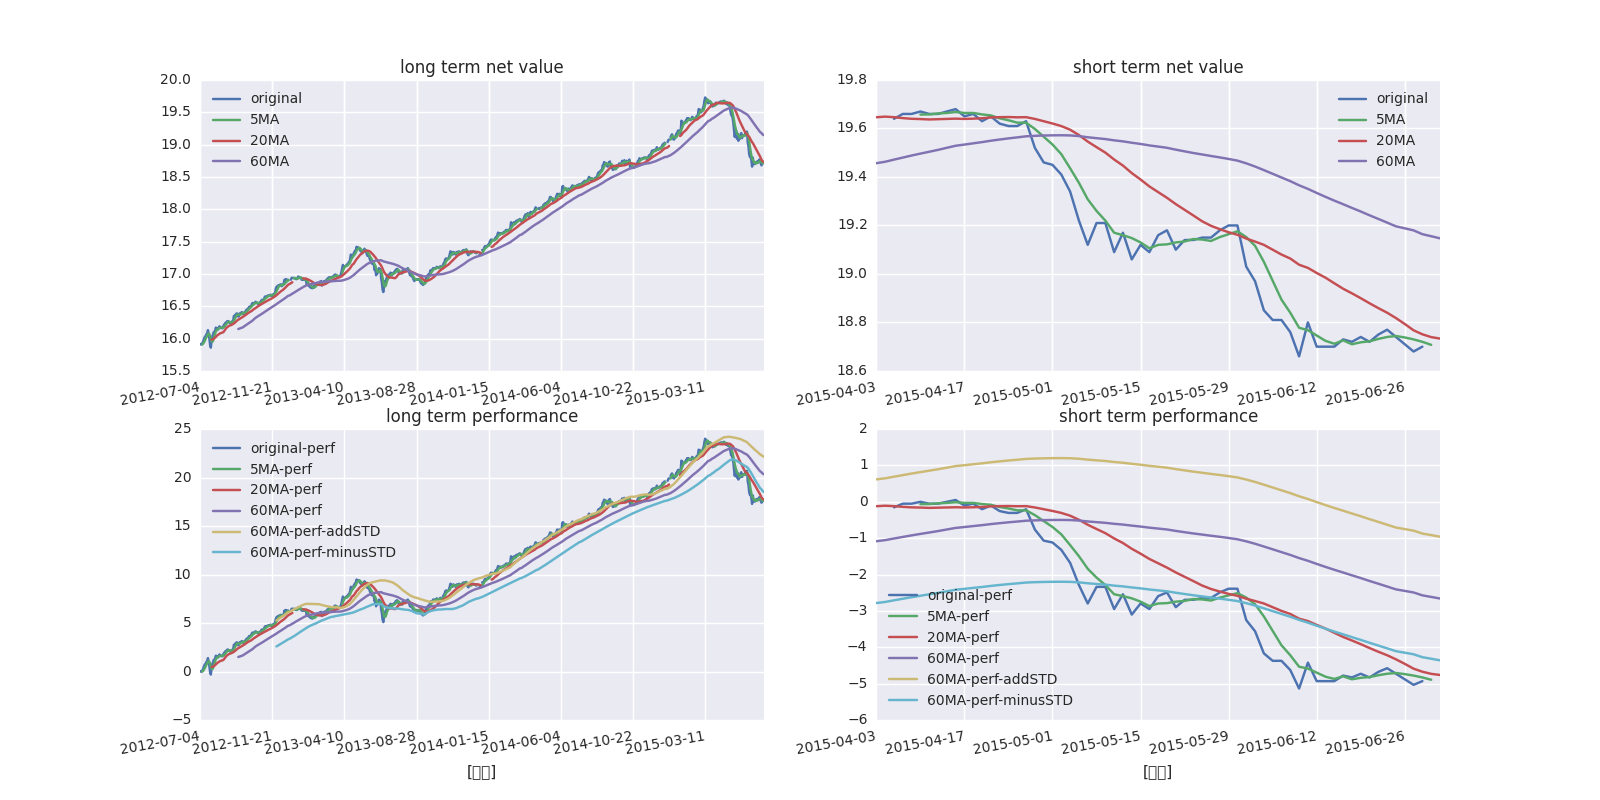 long term net value
20.0
19.5
19.0
18.5
18.0
17.5
17.0
16.5
16.0
15.5
original
5MA
20MA
60MA
2012-07-04 2012-11-21 2013-04-10 2013-08-28 2014-01-15 2014-06-04 2014-10-22 2015-03-11
short term net value
19.8
19.6
19.4
19.2
19.0
18.8
18.6
original
5MA
20MA
60MA
2015-04-03 2015-04-17 2015-05-01 2015-05-15 2015-05-29 2015-06-12 2015-06-26
long term performance
25
20
15
10
5
0
−5
original-perf
5MA-perf
20MA-perf
60MA-perf
60MA-perf-addSTD
60MA-perf-minusSTD
2012-07-04 2012-11-21 2013-04-10 2013-08-28 2014-01-15 2014-06-04 2014-10-22 2015-03-11
short term performance
2
1
0
−1
−2
−3
−4
−5
−6
original-perf
5MA-perf
20MA-perf
60MA-perf
60MA-perf-addSTD
60MA-perf-minusSTD
2015-04-03 2015-04-17 2015-05-01 2015-05-15 2015-05-29 2015-06-12 2015-06-26